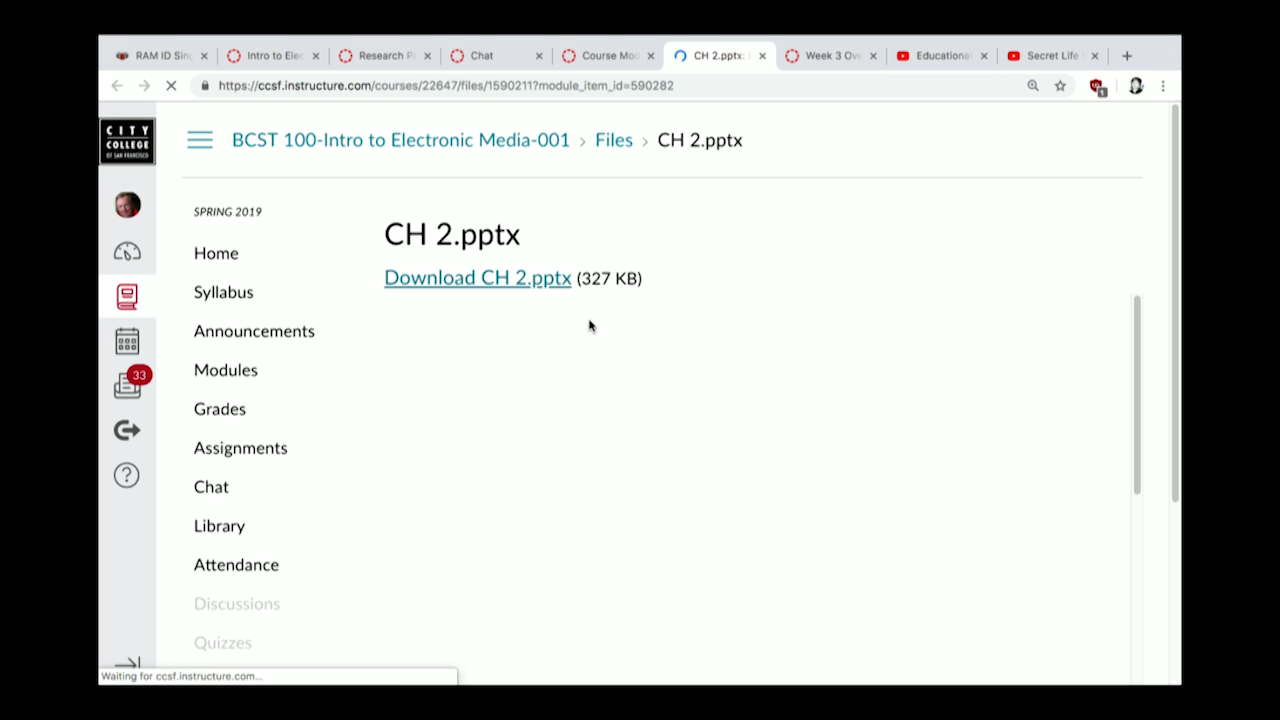 RAM ID Sin
Intro to Elec
Research P
Chat
Course Mod
CH 2.pptx:
Week 3 Ov
Educational
Secret Life
https://ccsf.instructure.com/courses/22647/files/1590211?module_item_id=590282
1
CITY
COLLEGE
OF SAN FRANCISCO
BCST 100-Intro to Electronic Media-001 › Files › CH 2.pptx
SPRING 2019
CH 2.pptx
Download CH 2.pptx (327 KB)
Home
Syllabus
Announcements
Modules
Grades
Assignments
Chat
Library
Attendance
Discussions
Quizzes
33
Waiting for ccsf.instructure.com...